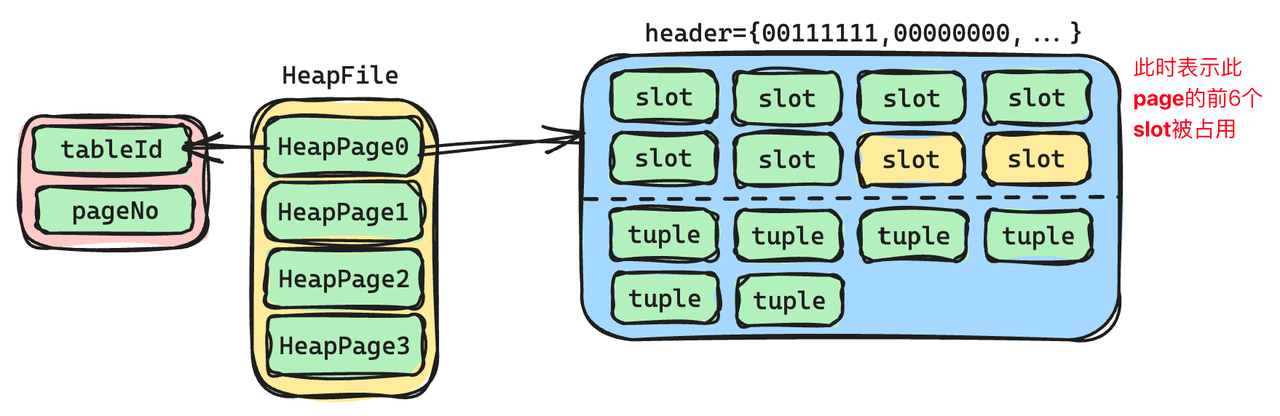 header={00111111,00000000, ... }
HeapFile
此时表示此
page的前6个
slot被占用
tableId
pageNo
HeapPage0
HeapPage1
HeapPage2
HeapPage3
slot slot slot slot
slot slot slot slot
tuple tuple tuple tuple
tuple tuple